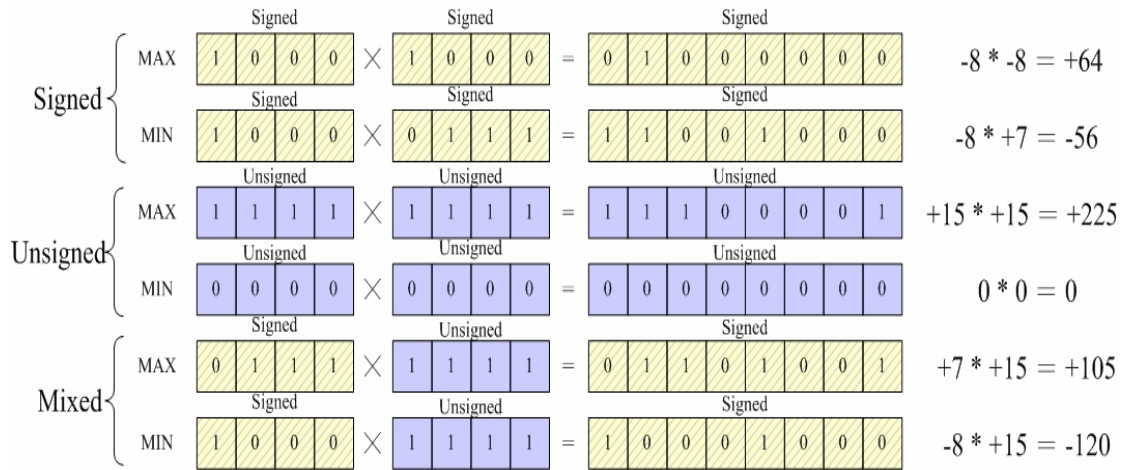 Signed Signed Signed
MAX 1 0 0 0 × 1 0 0 0 = 0 1 0 0 0 0 0 0 -8 * -8 = +64
Signed
Signed Signed Signed
MIN 1 0 0 0 × 0 1 1 1 = 1 1 0 0 1 0 0 0 -8 * +7 = -56
Unsigned Unsigned Unsigned
MAX 1 1 1 1 × 1 1 1 1 = 1 1 1 0 0 0 0 1 +15 * +15 = +225
Unsigned
Unsigned Unsigned Unsigned
MIN 0 0 0 0 × 0 0 0 0 = 0 0 0 0 0 0 0 0 0 * 0 = 0
Signed Unsigned Signed
MAX 0 1 1 1 × 1 1 1 1 = 0 1 1 0 1 0 0 1 +7 * +15 = +105
Mixed
Signed Unsigned Signed
MIN 1 0 0 0 × 1 1 1 1 = 1 0 0 0 1 0 0 0 -8 * +15 = -120